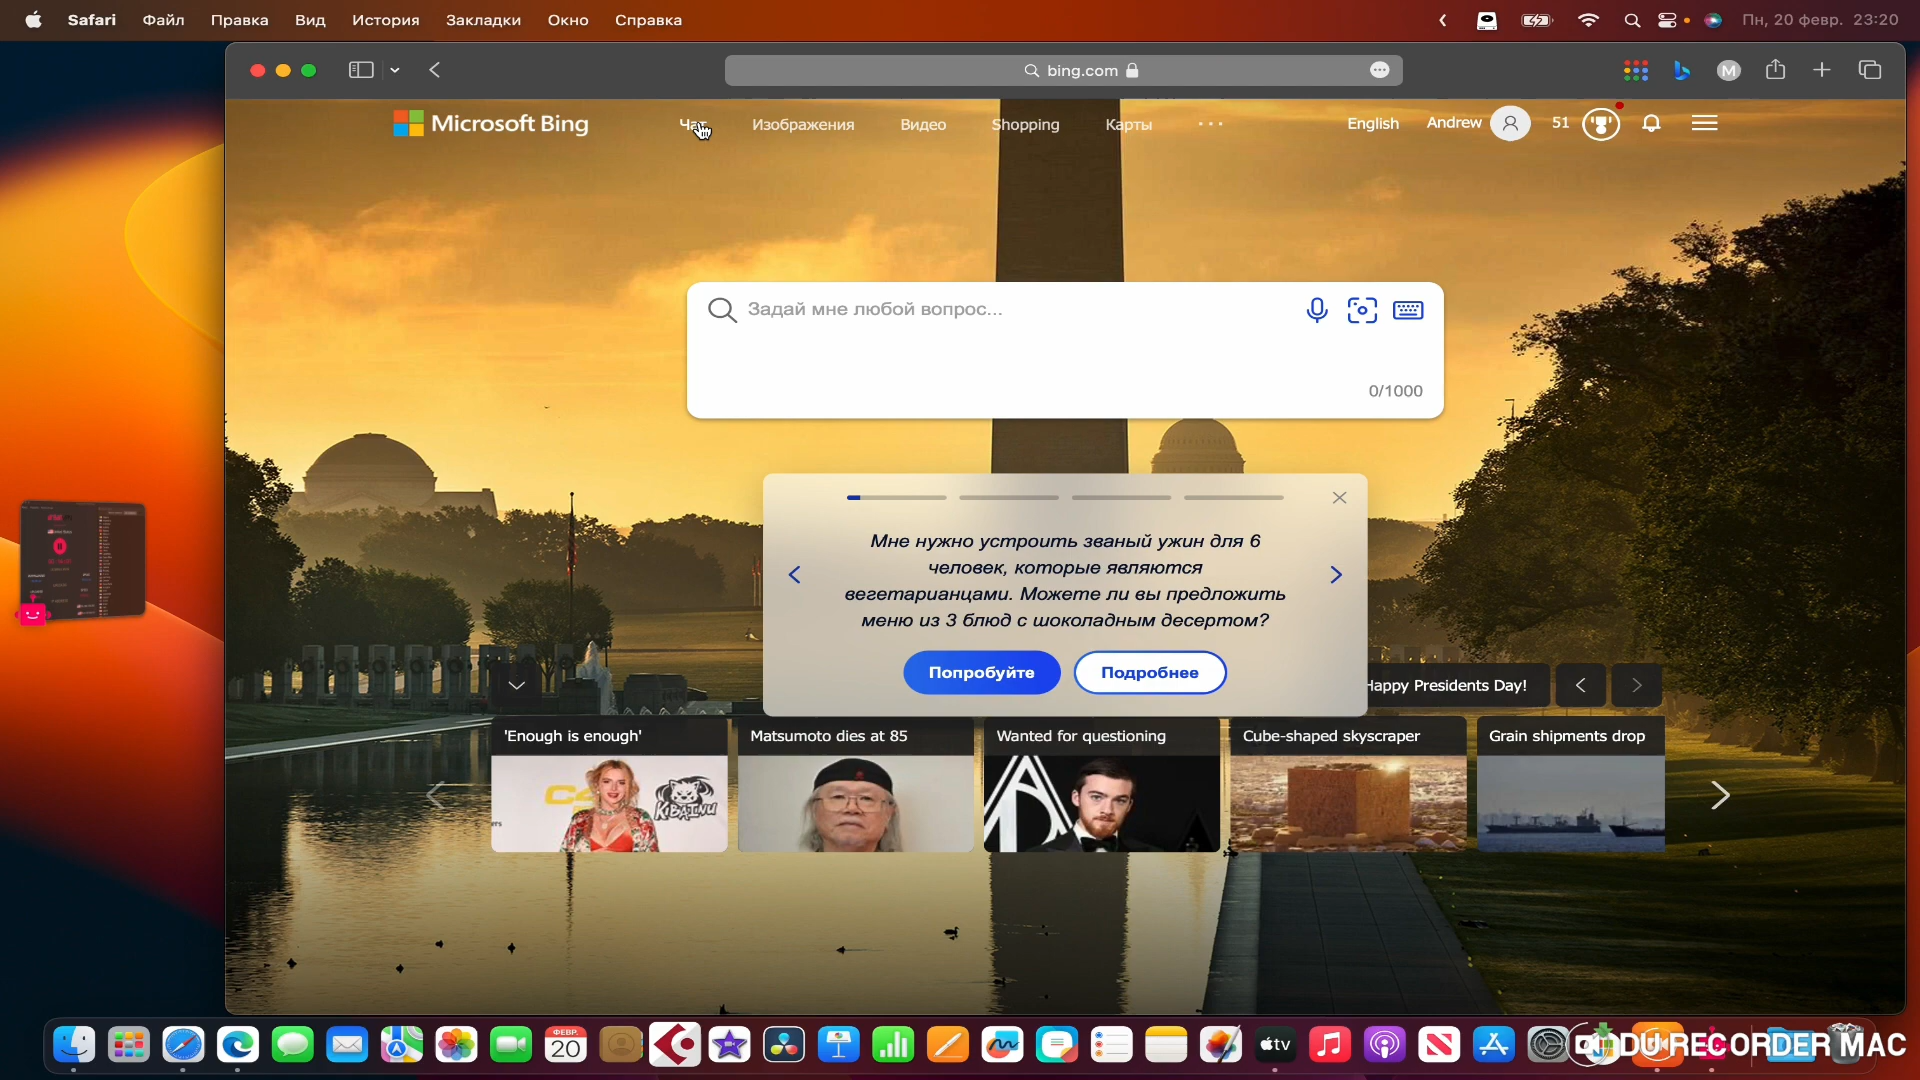 Safari Файл Правка Вид История Закладки Окно Справка
Пн, 20 февр. 23:20
bing.com
M
Microsoft Bing
Изображения Видео Shopping Карты
English Andrew 51
Задай мне любой вопрос...
0/1000
Мне нужно устроить званый ужин для 6
человек, которые являются
вегетарианцами. Можете ли вы предложить
меню из 3 блюд с шоколадным десертом?
Попробуйте Подробнее
Happy Presidents Day!
'Enough is enough' Matsumoto dies at 85 Wanted for questioning Cube-shaped skyscraper Grain shipments drop
KIBAINU
ФЕВР.
20
tv
DU RECORDER MAC